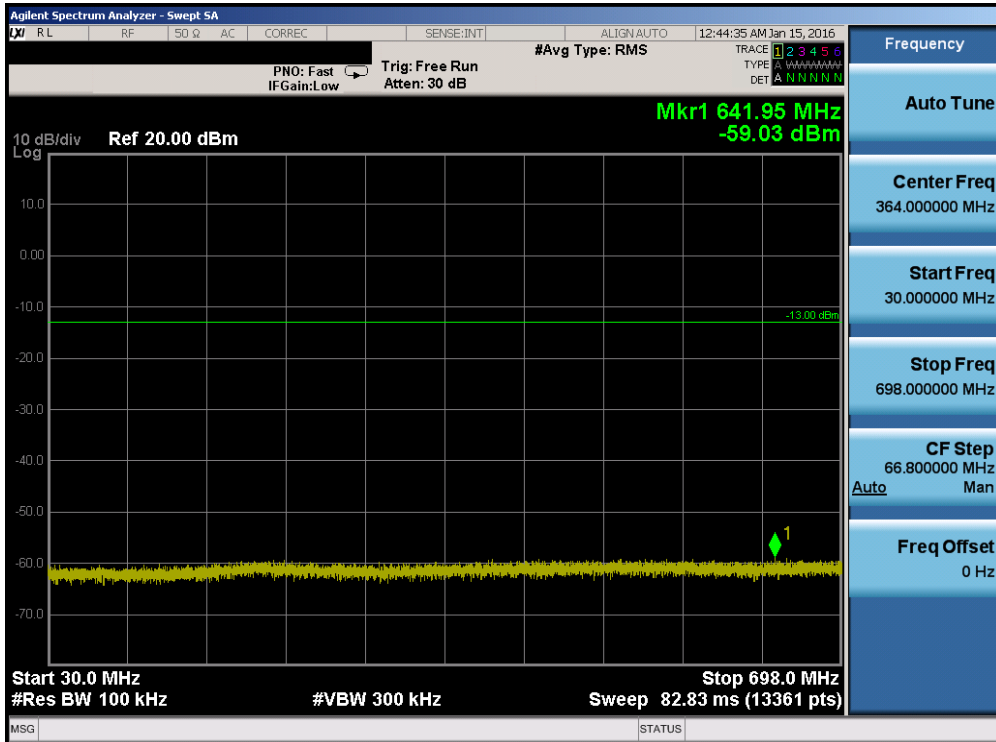 Agilent Spectrum Analyzer - Swept SA
LXI RL RF 50 Ω AC CORREC SENSE:INT ALIGN AUTO 12:44:35 AM Jan 15, 2016
#Avg Type: RMS TRACE 1 2 3 4 5 6
PNO: Fast Trig: Free Run TYPE A WWWWW
IFGain:Low Atten: 30 dB DET A N N N N N
Mkr1 641.95 MHz
10 dB/div Ref 20.00 dBm -59.03 dBm
Log
10.0
0.00
-10.0
-13.00 dBm
-20.0
-30.0
-40.0
-50.0
1
-60.0
-70.0
Start 30.0 MHz Stop 698.0 MHz
#Res BW 100 kHz #VBW 300 kHz Sweep 82.83 ms (13361 pts)
MSG STATUS
Frequency
Auto Tune
Center Freq
364.000000 MHz
Start Freq
30.000000 MHz
Stop Freq
698.000000 MHz
CF Step
66.800000 MHz
Auto Man
Freq Offset
0 Hz